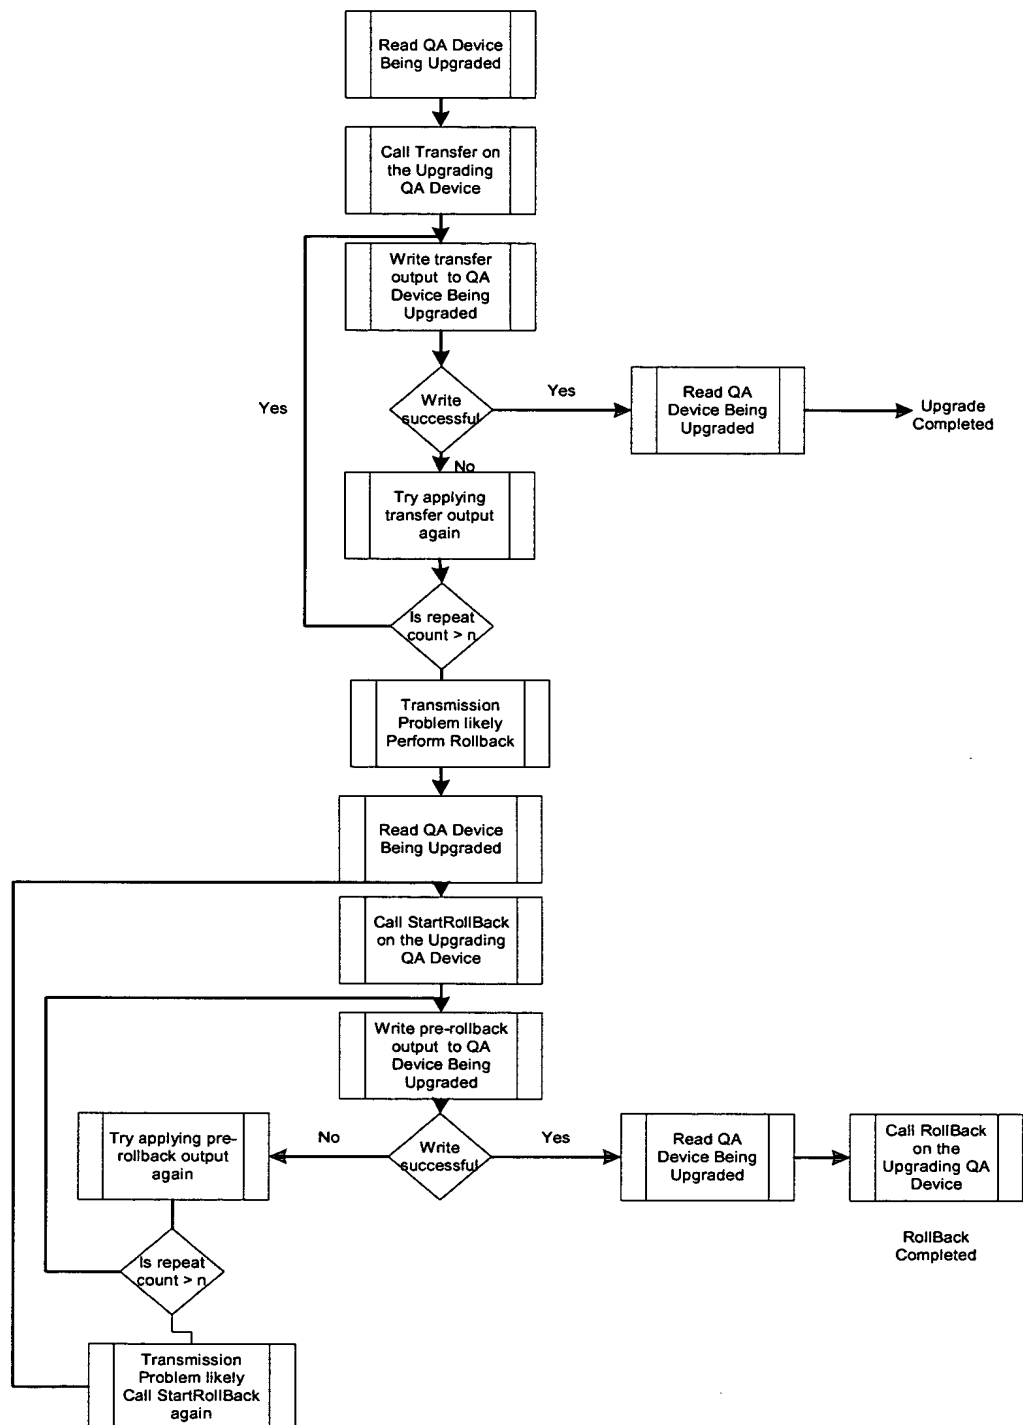 Read QA Device
Being Upgraded
Call Transfer on
the Upgrading
QA Device
Write transfer
output to QA
Device Being
Upgraded
Yes
Write
successful
Yes
Read QA
Device Being
Upgraded
Upgrade
Completed
No
Try applying
transfer output
again
Is repeat
count > n
Transmission
Problem likely
Perform Rollback
Read QA Device
Being Upgraded
Call StartRollBack
on the Upgrading
QA Device
Write pre-rollback
output to QA
Device Being
Upgraded
Try applying pre-
rollback output
again
No
Write
successful
Yes
Read QA
Device Being
Upgraded
Call RollBack
on the
Upgrading QA
Device
RollBack
Completed
Is repeat
count > n
Transmission
Problem likely
Call StartRollBack
again